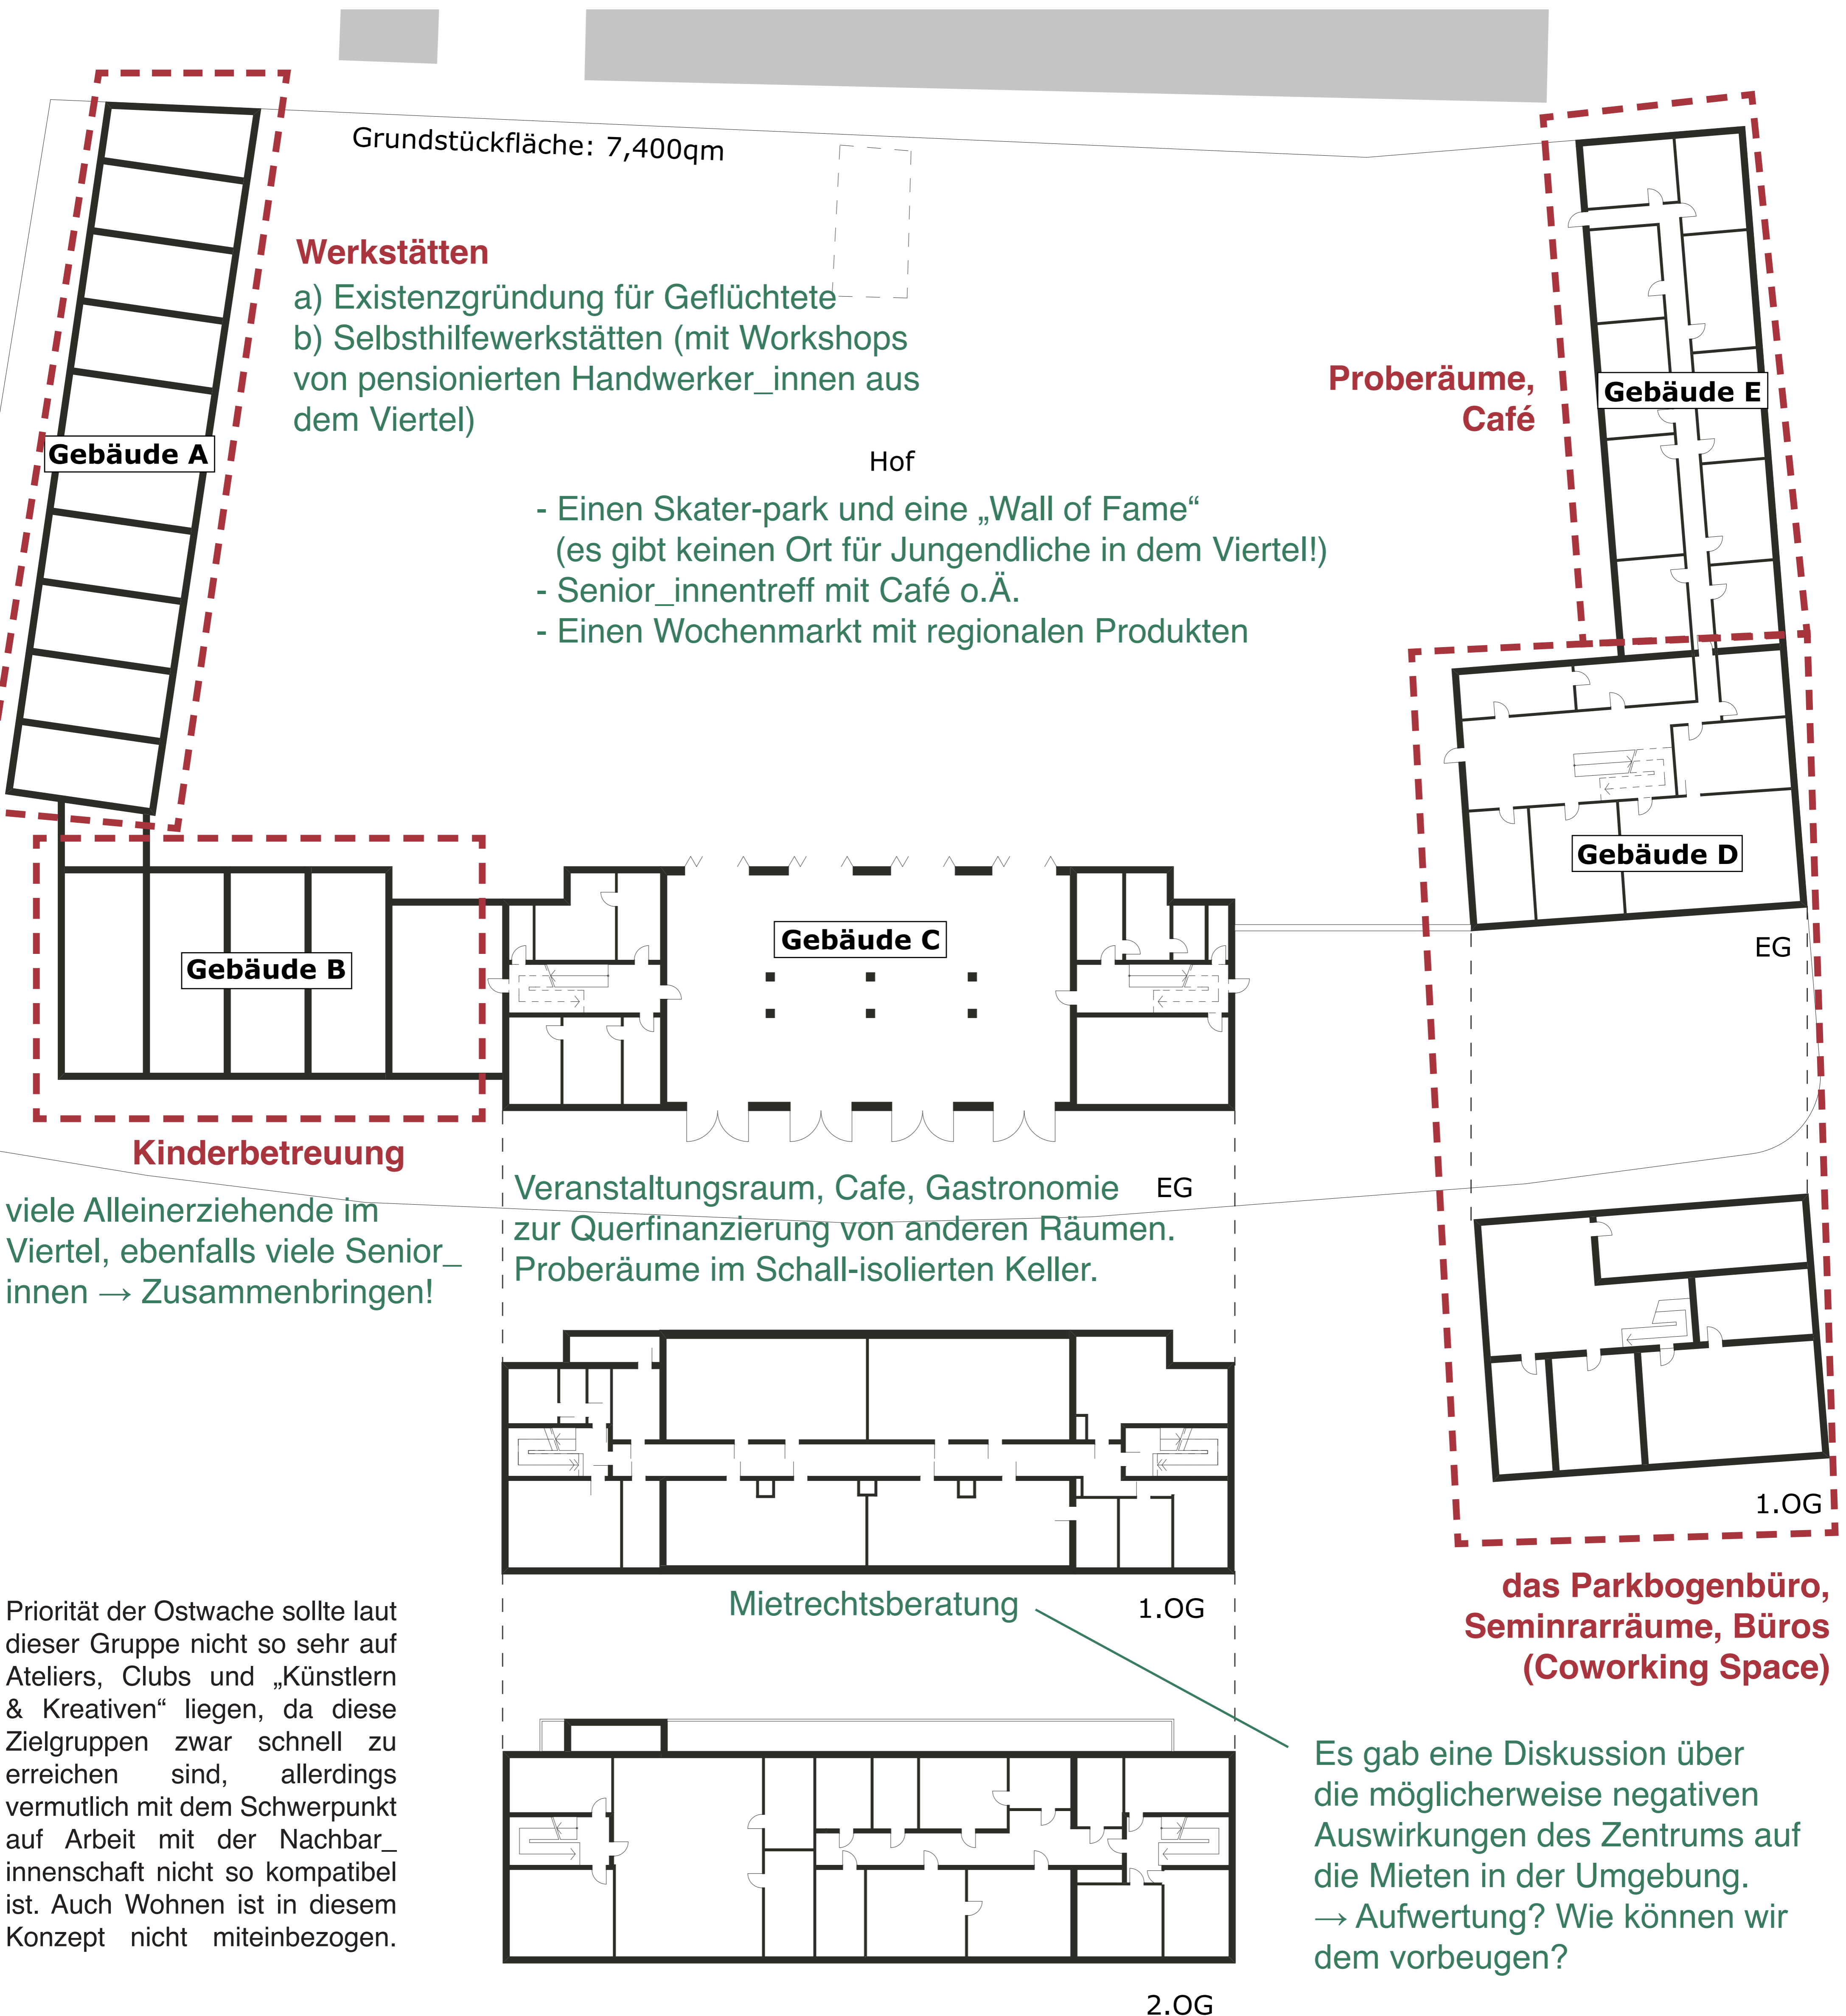 Grundstückfläche: 7,400qm
Werkstätten
a) Existenzgründung für Geflüchtete
b) Selbsthilfewerkstätten (mit Workshops
von pensionierten Handwerker_innen aus
dem Viertel)
Proberäume,
Café
Gebäude E
Gebäude A
Hof
- Einen Skater-park und eine „Wall of Fame“
(es gibt keinen Ort für Jungendliche in dem Viertel!)
- Senior_innentreff mit Café o.Ä.
- Einen Wochenmarkt mit regionalen Produkten
Gebäude D
Gebäude C
EG
Gebäude B
Kinderbetreuung
viele Alleinerziehende im
Viertel, ebenfalls viele Senior_
innen → Zusammenbringen!
Veranstaltungsraum, Cafe, Gastronomie
zur Querfinanzierung von anderen Räumen.
Proberäume im Schall-isolierten Keller.
EG
1.OG
das Parkbogenbüro,
Seminrarräume, Büros
(Coworking Space)
Mietrechtsberatung
1.OG
Priorität der Ostwache sollte laut
dieser Gruppe nicht so sehr auf
Ateliers, Clubs und „Künstlern
& Kreativen“ liegen, da diese
Zielgruppen zwar schnell zu
erreichen sind, allerdings
vermutlich mit dem Schwerpunkt
auf Arbeit mit der Nachbar_
innenschaft nicht so kompatibel
ist. Auch Wohnen ist in diesem
Konzept nicht miteinbezogen.
Es gab eine Diskussion über
die möglicherweise negativen
Auswirkungen des Zentrums auf
die Mieten in der Umgebung.
→ Aufwertung? Wie können wir
dem vorbeugen?
2.OG